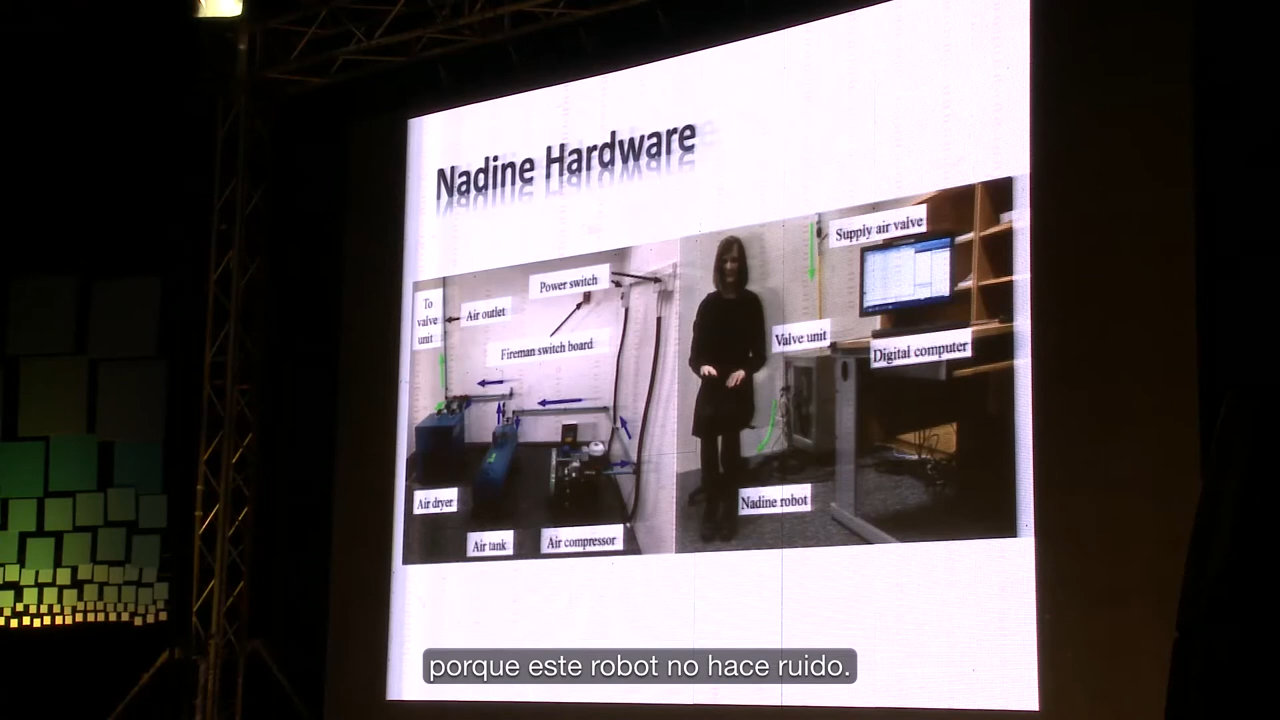 Nadine Hardware
To
valve
unit
Air outlet
Power switch
Fireman switch board
Air dryer
Air tank
Air compressor
Supply air valve
Valve unit
Digital computer
Nadine robot
porque este robot no hace ruido.